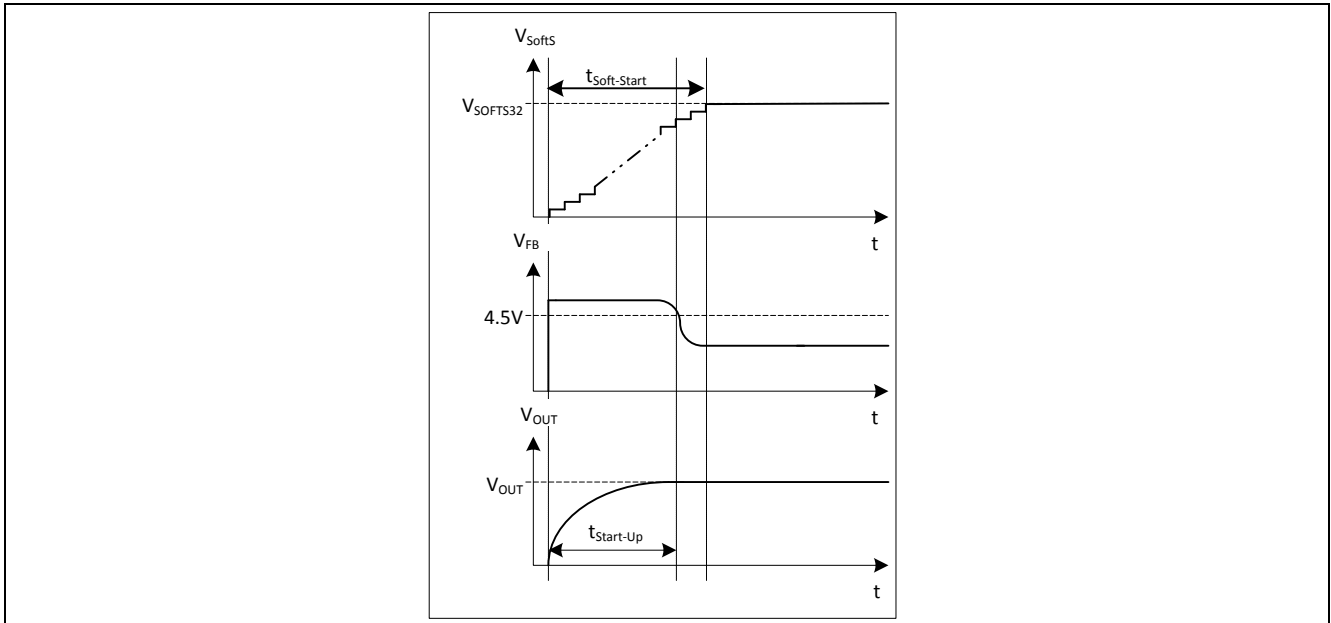 VSoftS
tSoft-Start
VSOFTS32
t
VFB
4.5V
t
VOUT
VOUT
tStart-Up
t